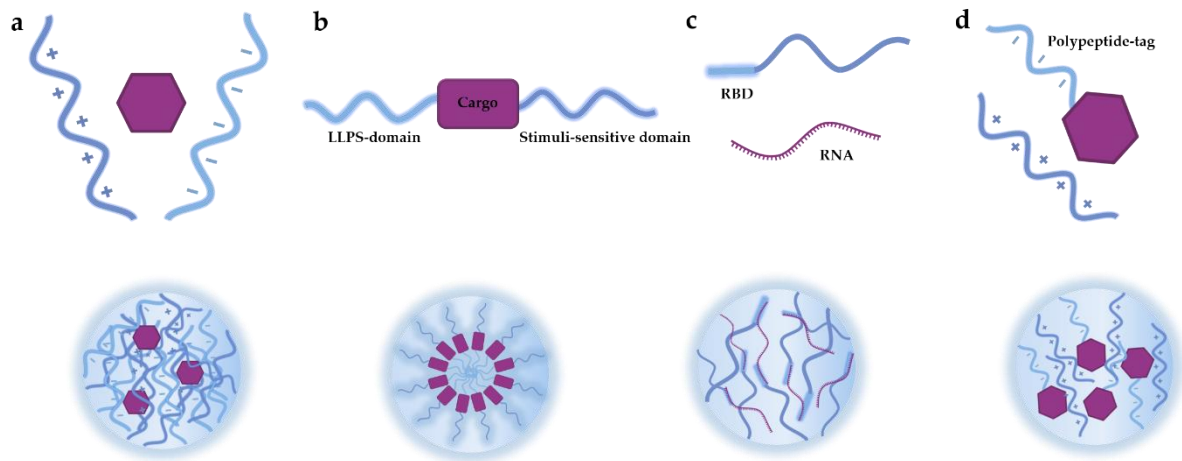 a
b
c
d
Polypeptide-tag
Cargo
RBD
LLPS-domain
Stimuli-sensitive domain
RNA